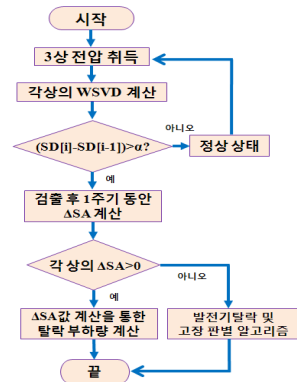 시작
3상 전압 취득
각상의 WSVD 계산
(SD[i]-SD[i-1])>α?
아니오
정상 상태
예
검출 후 1주기 동안
ΔSA 계산
각 상의 ΔSA>0
아니오
예
ΔSA값 계산을 통한
탈락 부하량 계산
발전기탈락 및
고장 판별 알고리즘
끝